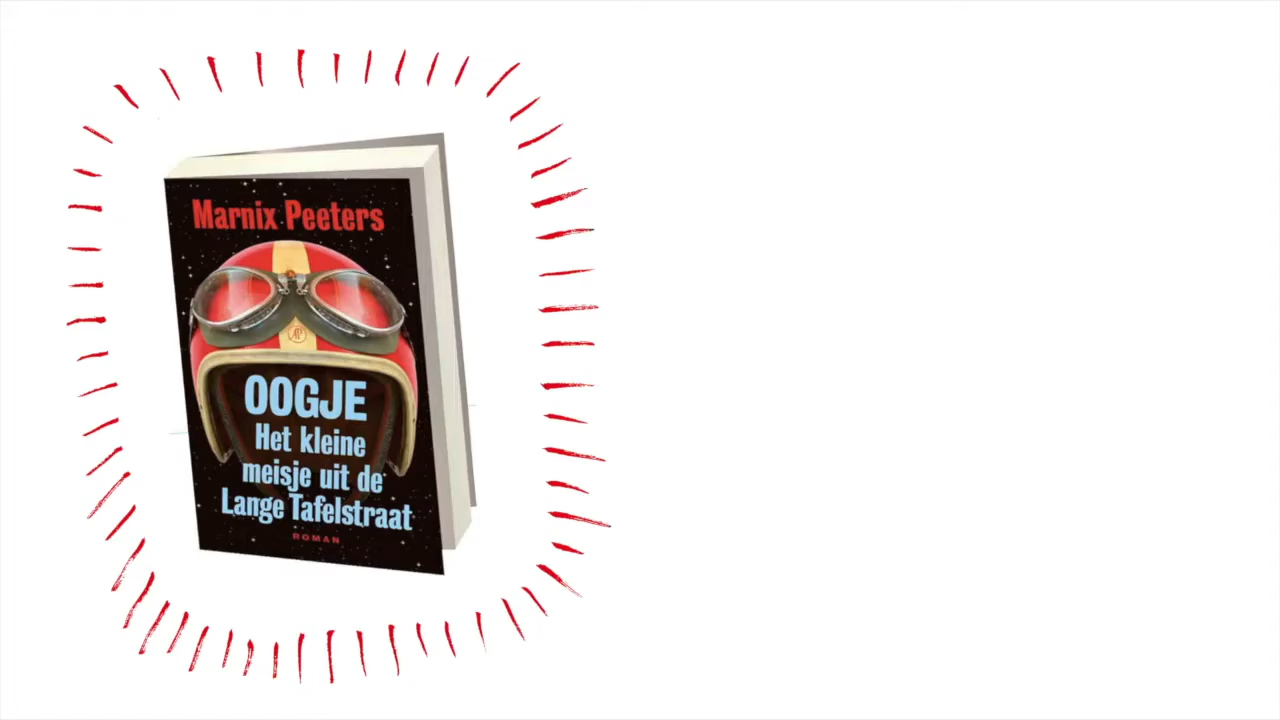 Marnix Peeters
OOGJE
Het kleine
meisje uit de
Lange Tafelstraat
ROMAN